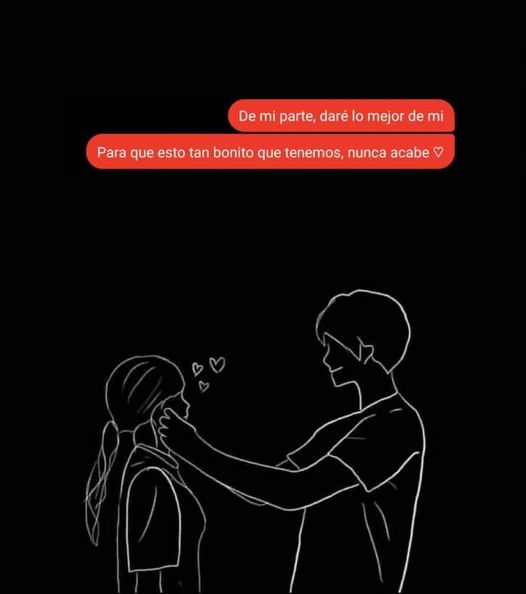 De mi parte, daré lo mejor de mi
Para que esto tan bonito que tenemos, nunca acabe ♡